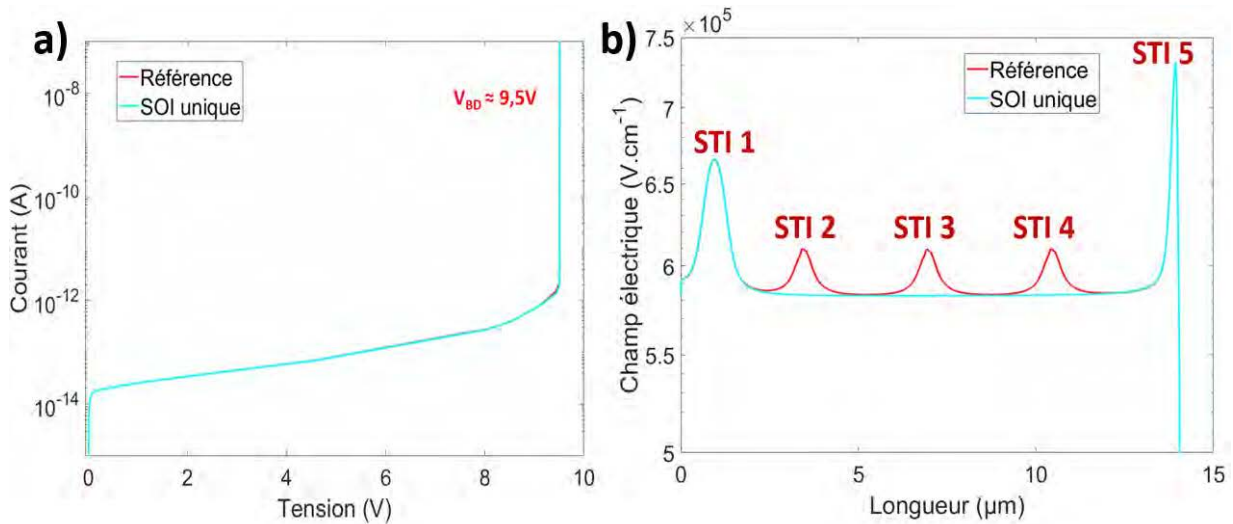 a)
Référence
SOI unique
V_BD ≈ 9,5V
10^-8
10^-10
10^-12
10^-14
Courant (A)
0 2 4 6 8 10
Tension (V)
b)
×10^5
7.5
7
6.5
6
5.5
5
Champ électrique (V.cm^-1)
Référence
SOI unique
STI 1
STI 2
STI 3
STI 4
STI 5
0 5 10 15
Longueur (µm)